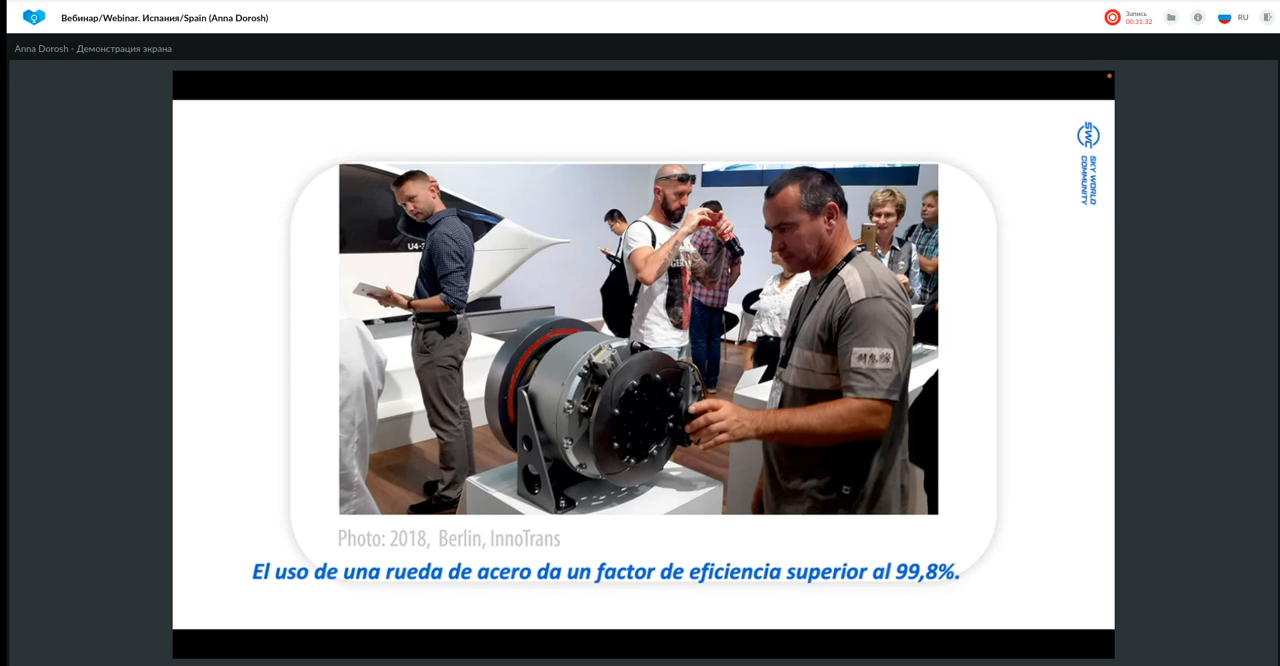 Вебинар/Webinar. Испания/Spain (Anna Dorosh)
Запись
00:31:32
RU
Anna Dorosh - Демонстрация экрана
SWC
SKY WORLD
COMMUNITY
U4-
Photo: 2018, Berlin, InnoTrans
El uso de una rueda de acero da un factor de eficiencia superior al 99,8%.